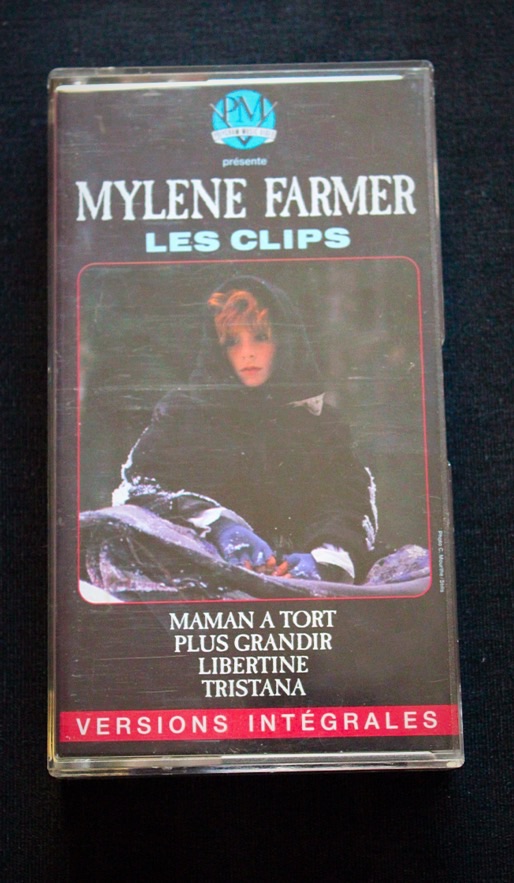 PM
présente
MYLENE FARMER
LES CLIPS
MAMAN A TORT
PLUS GRANDIR
LIBERTINE
TRISTANA
VERSIONS INTÉGRALES